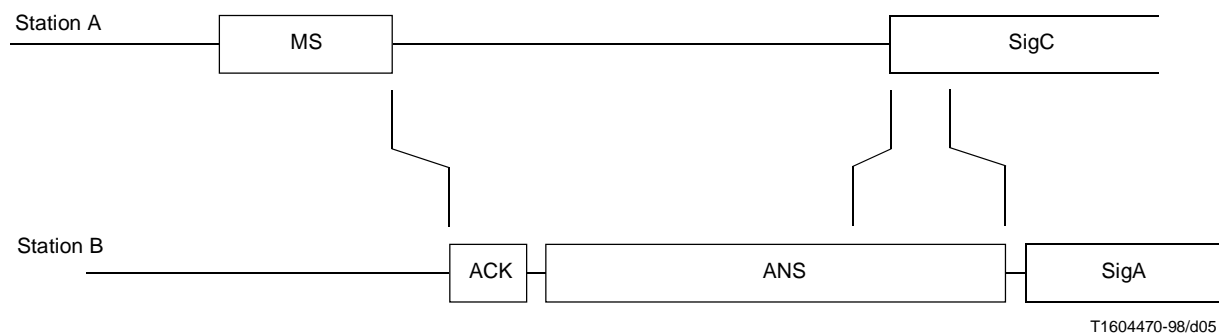 Station A
MS
SigC
Station B
ACK
ANS
SigA
T1604470-98/d05